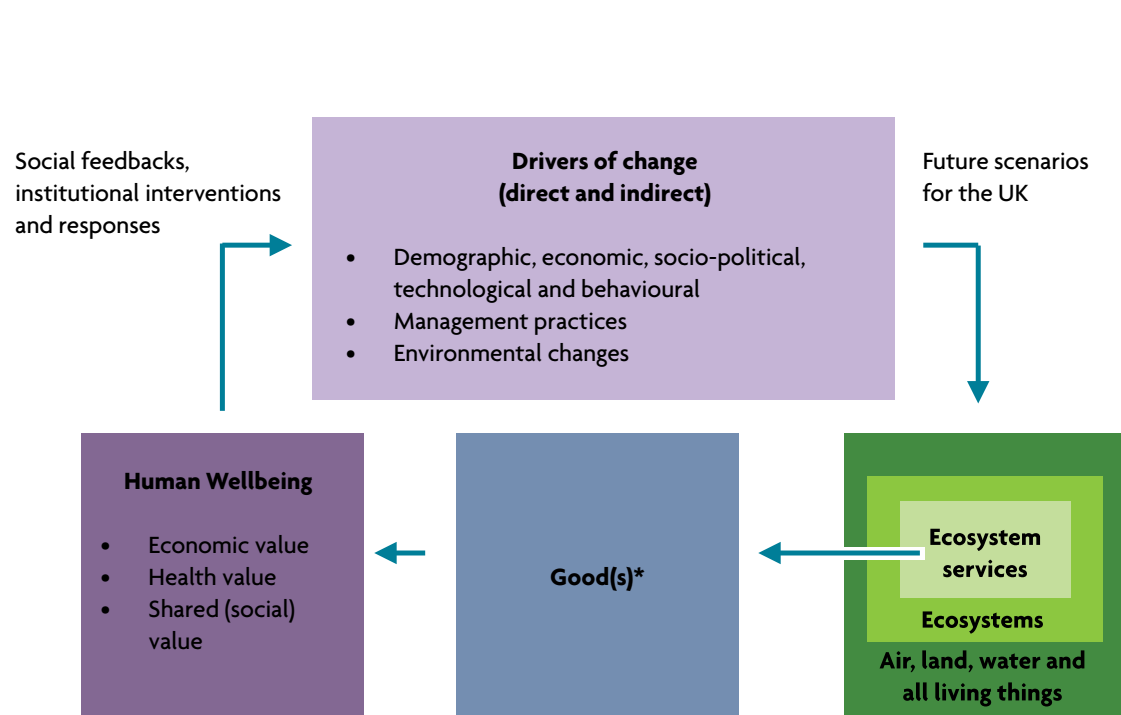 Social feedbacks,
institutional interventions
and responses
Drivers of change
(direct and indirect)
• Demographic, economic, socio-political,
technological and behavioural
• Management practices
• Environmental changes
Future scenarios
for the UK
Human Wellbeing
• Economic value
• Health value
• Shared (social)
value
Good(s)*
Ecosystem
services
Ecosystems
Air, land, water and
all living things